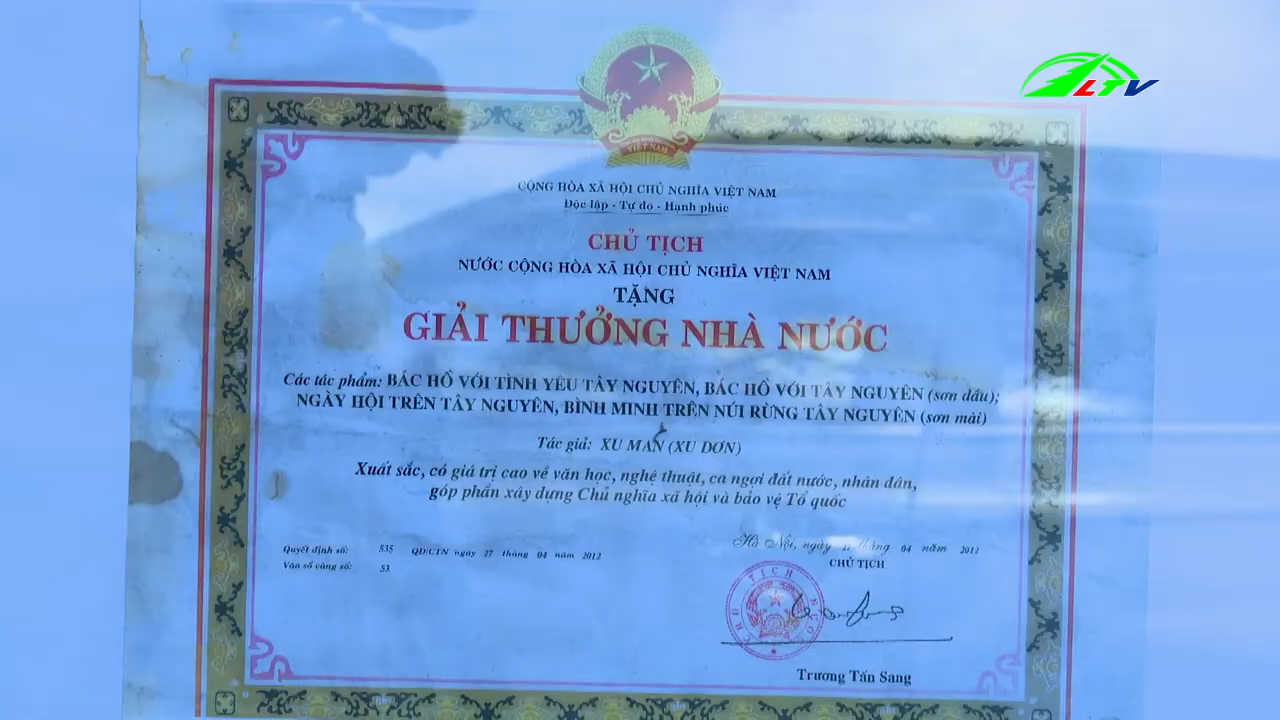 LTV
VIỆT NAM
CỘNG HÒA XÃ HỘI CHỦ NGHĨA VIỆT NAM
Độc lập - Tự do - Hạnh phúc
CHỦ TỊCH
NƯỚC CỘNG HÒA XÃ HỘI CHỦ NGHĨA VIỆT NAM
TẶNG
GIẢI THƯỞNG NHÀ NƯỚC
Các tác phẩm: BÁC HỒ VỚI TÌNH YÊU TÂY NGUYÊN, BÁC HỒ VỚI TÂY NGUYÊN (sơn dầu);
NGÀY HỘI TRÊN TÂY NGUYÊN, BÌNH MINH TRÊN NÚI RỪNG TÂY NGUYÊN (sơn mài)
Tác giả: XU MAN (XU DƠN)
Xuất sắc, có giá trị cao về văn học, nghệ thuật, ca ngợi đất nước, nhân dân,
góp phần xây dựng Chủ nghĩa xã hội và bảo vệ Tổ quốc
Quyết định số: 535 QĐ/CTN ngày 27 tháng 04 năm 2012
Vào sổ vàng số: 53
Hà Nội, ngày tháng 04 năm 2012
CHỦ TỊCH
CHỦ TỊCH NƯỚC
Trương Tấn Sang